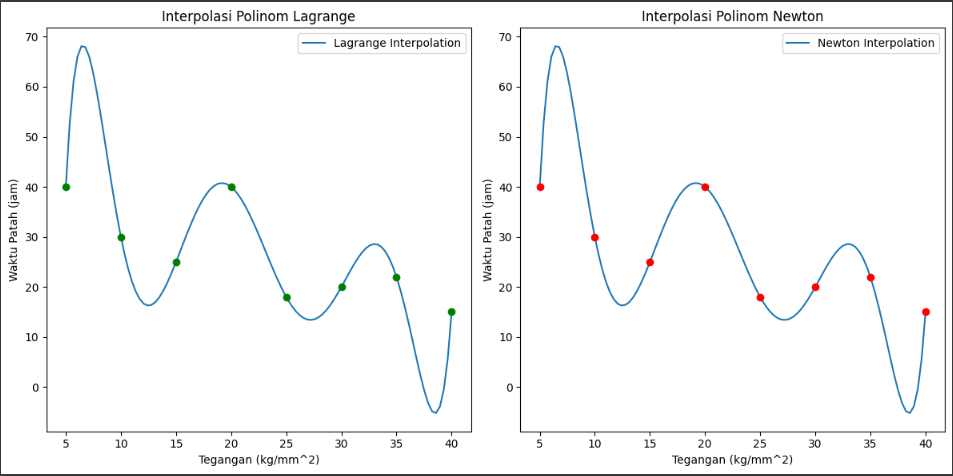 Interpolasi Polinom Lagrange
Lagrange Interpolation
Waktu Patah (jam)
70
60
50
40
30
20
10
0
5 10 15 20 25 30 35 40
Tegangan (kg/mm^2)
Interpolasi Polinom Newton
Newton Interpolation
Waktu Patah (jam)
70
60
50
40
30
20
10
0
5 10 15 20 25 30 35 40
Tegangan (kg/mm^2)